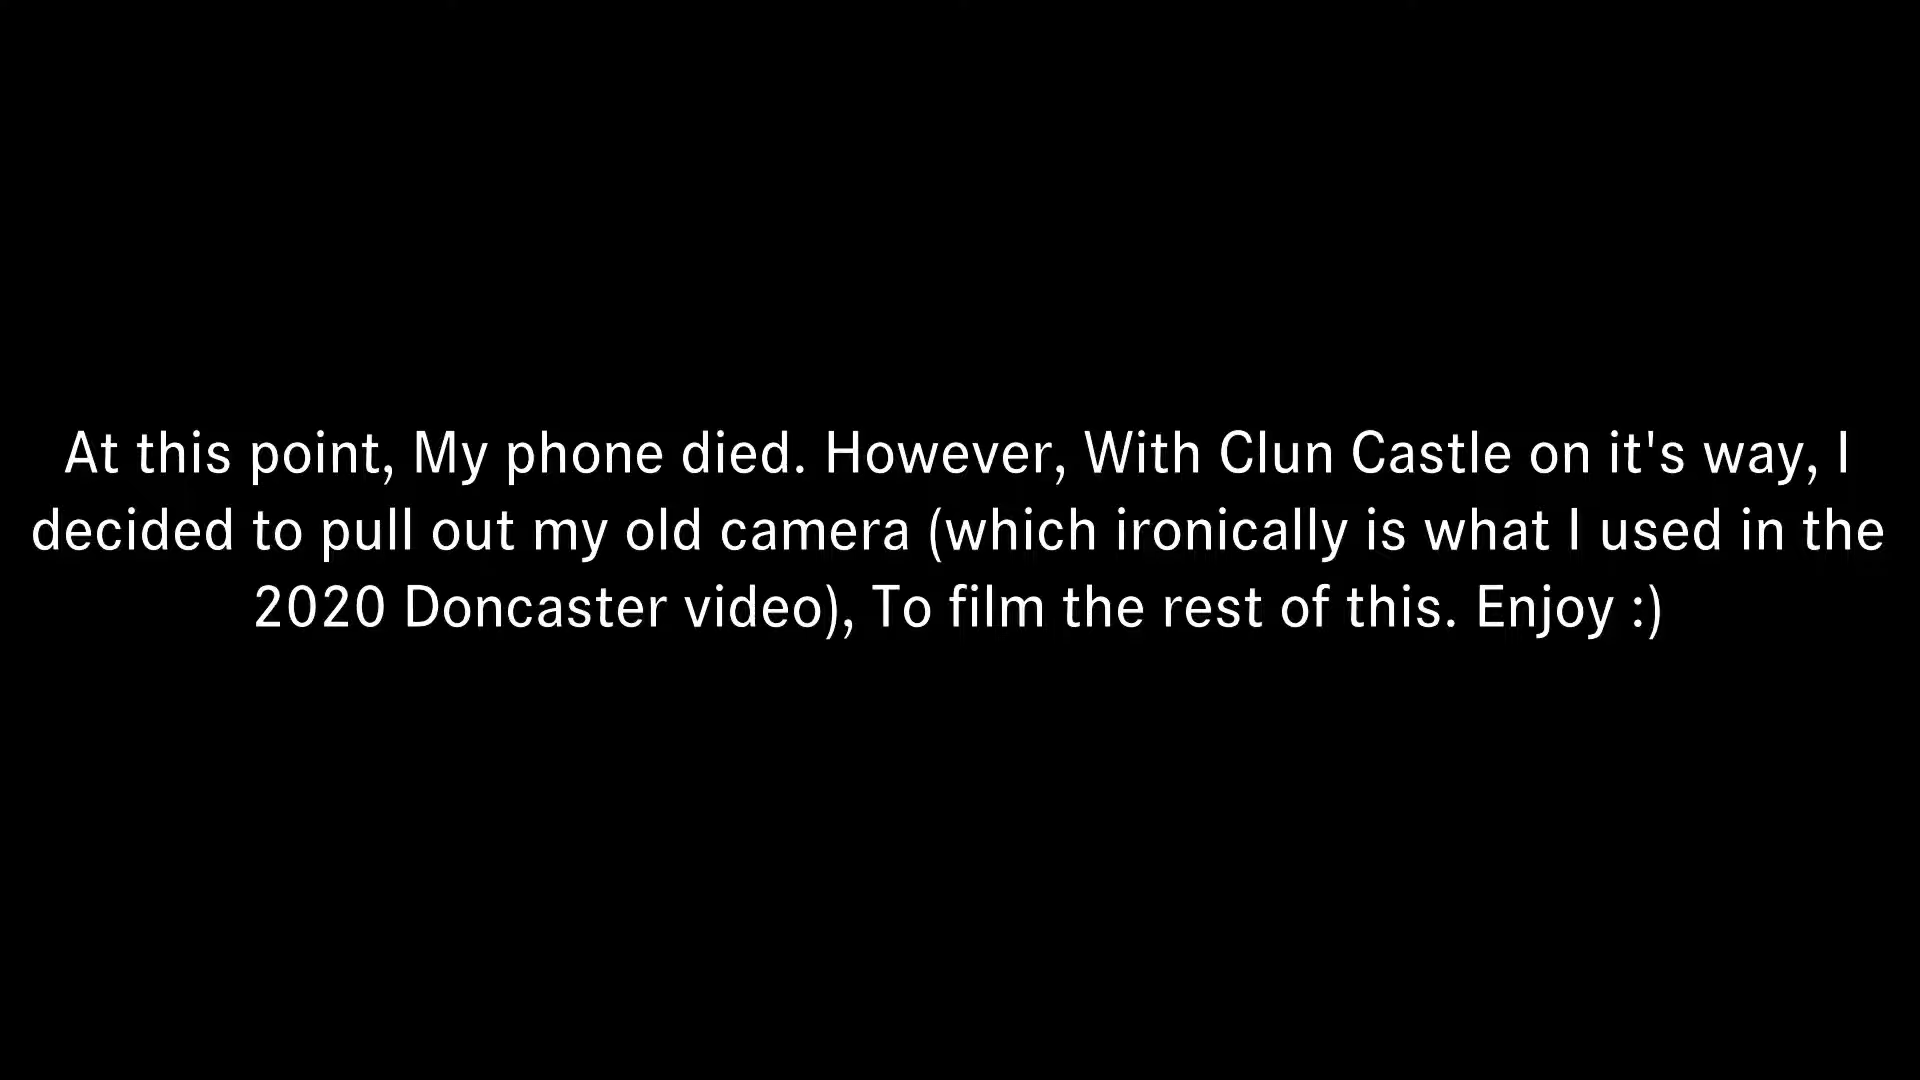 At this point, My phone died. However, With Clun Castle on it's way, I
decided to pull out my old camera (which ironically is what I used in the
2020 Doncaster video), To film the rest of this. Enjoy :)